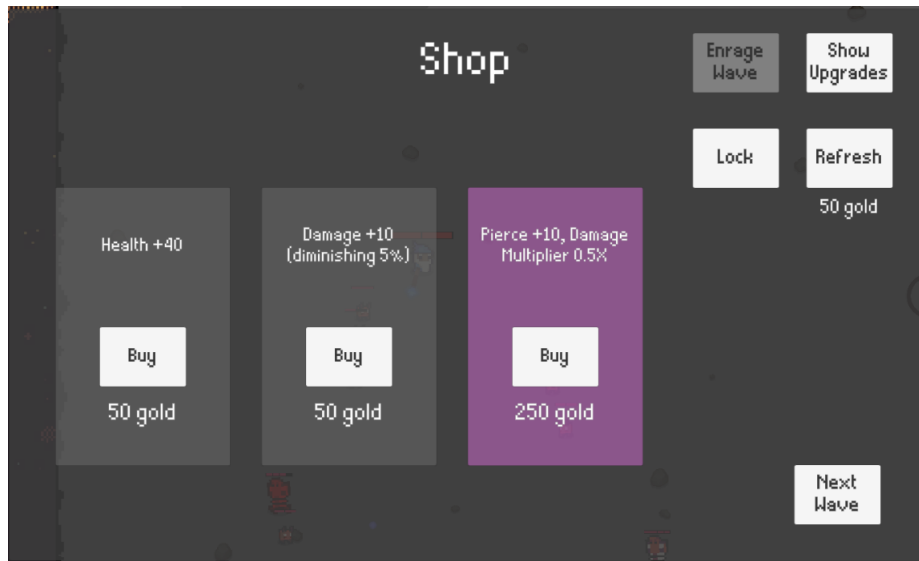 Shop
Enrage
Wave
Show
Upgrades
Lock
Refresh
50 gold
Health +40
Buy
50 gold
Damage +10
(diminishing 5%)
Buy
50 gold
Pierce +10, Damage
Multiplier 0.5X
Buy
250 gold
Next
Wave